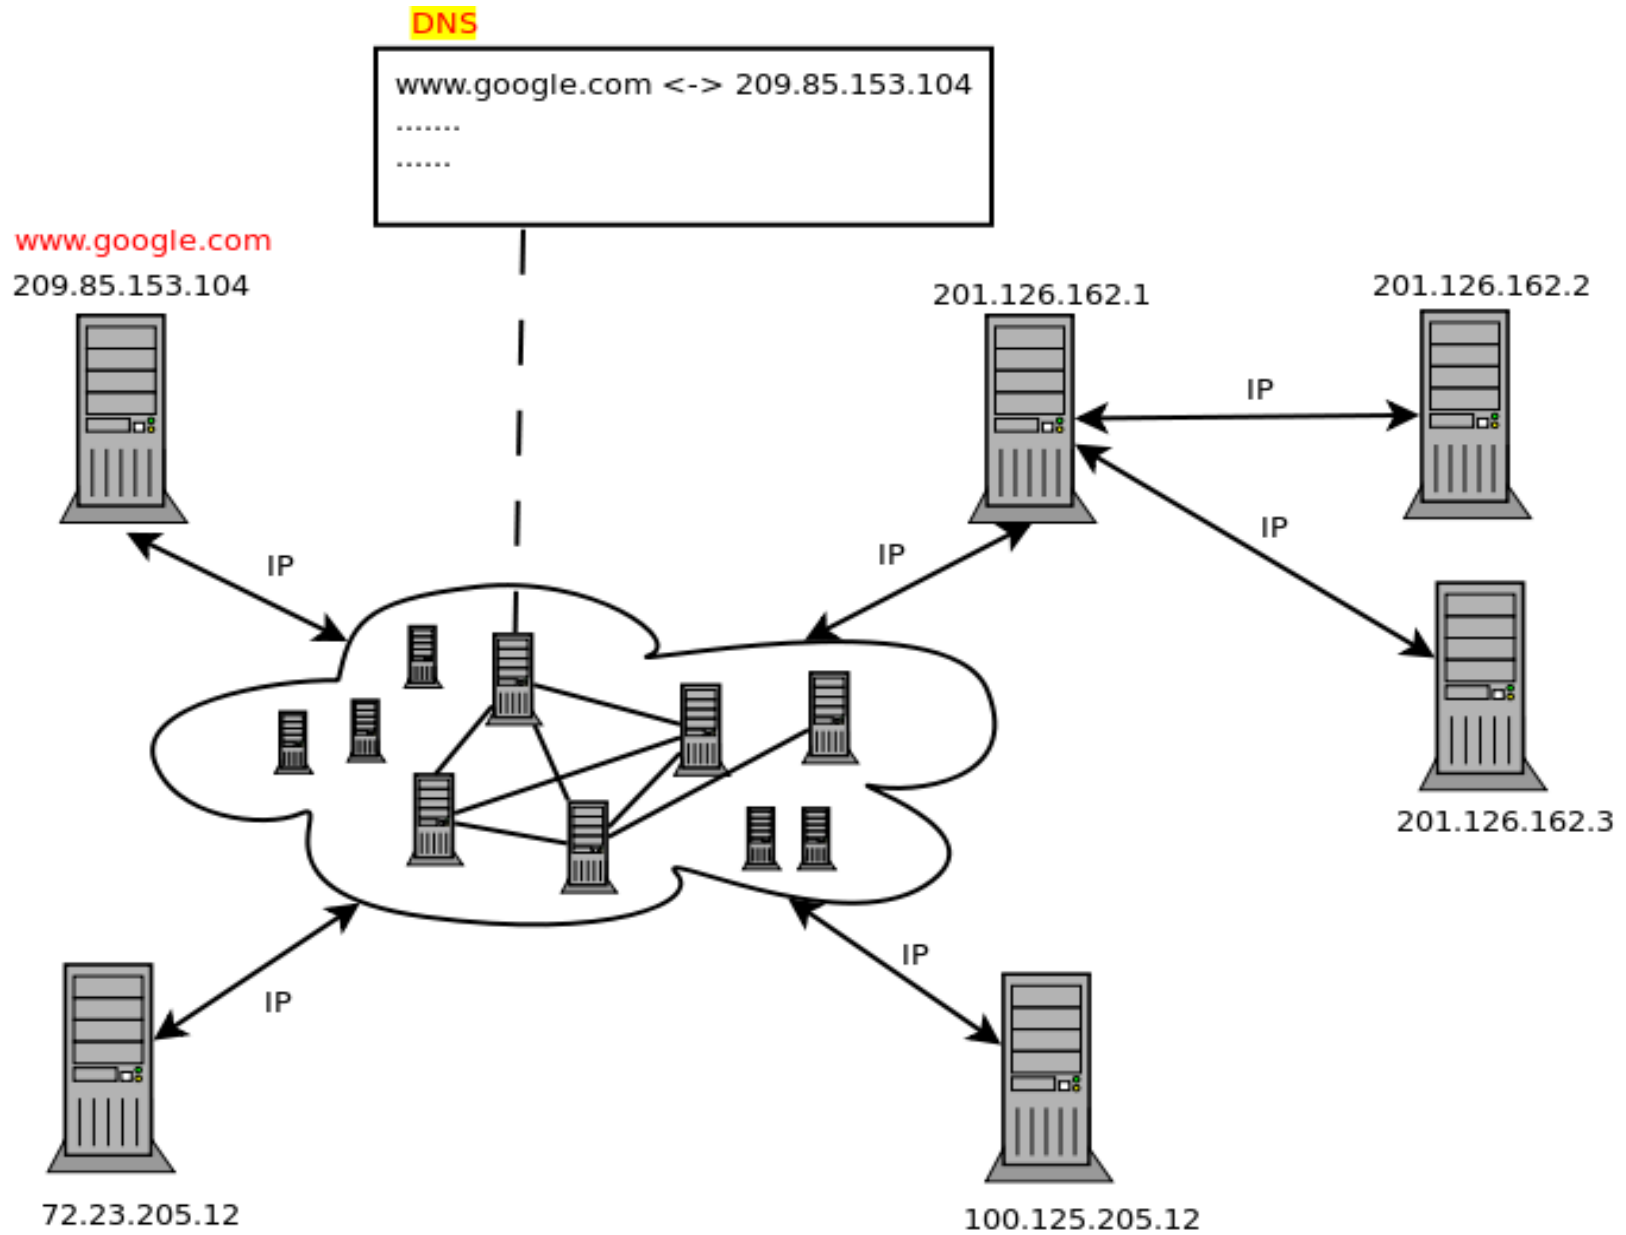 DNS
www.google.com <-> 209.85.153.104
.......
......
www.google.com
209.85.153.104
201.126.162.1
201.126.162.2
IP
IP
IP
IP
201.126.162.3
IP
IP
72.23.205.12
100.125.205.12